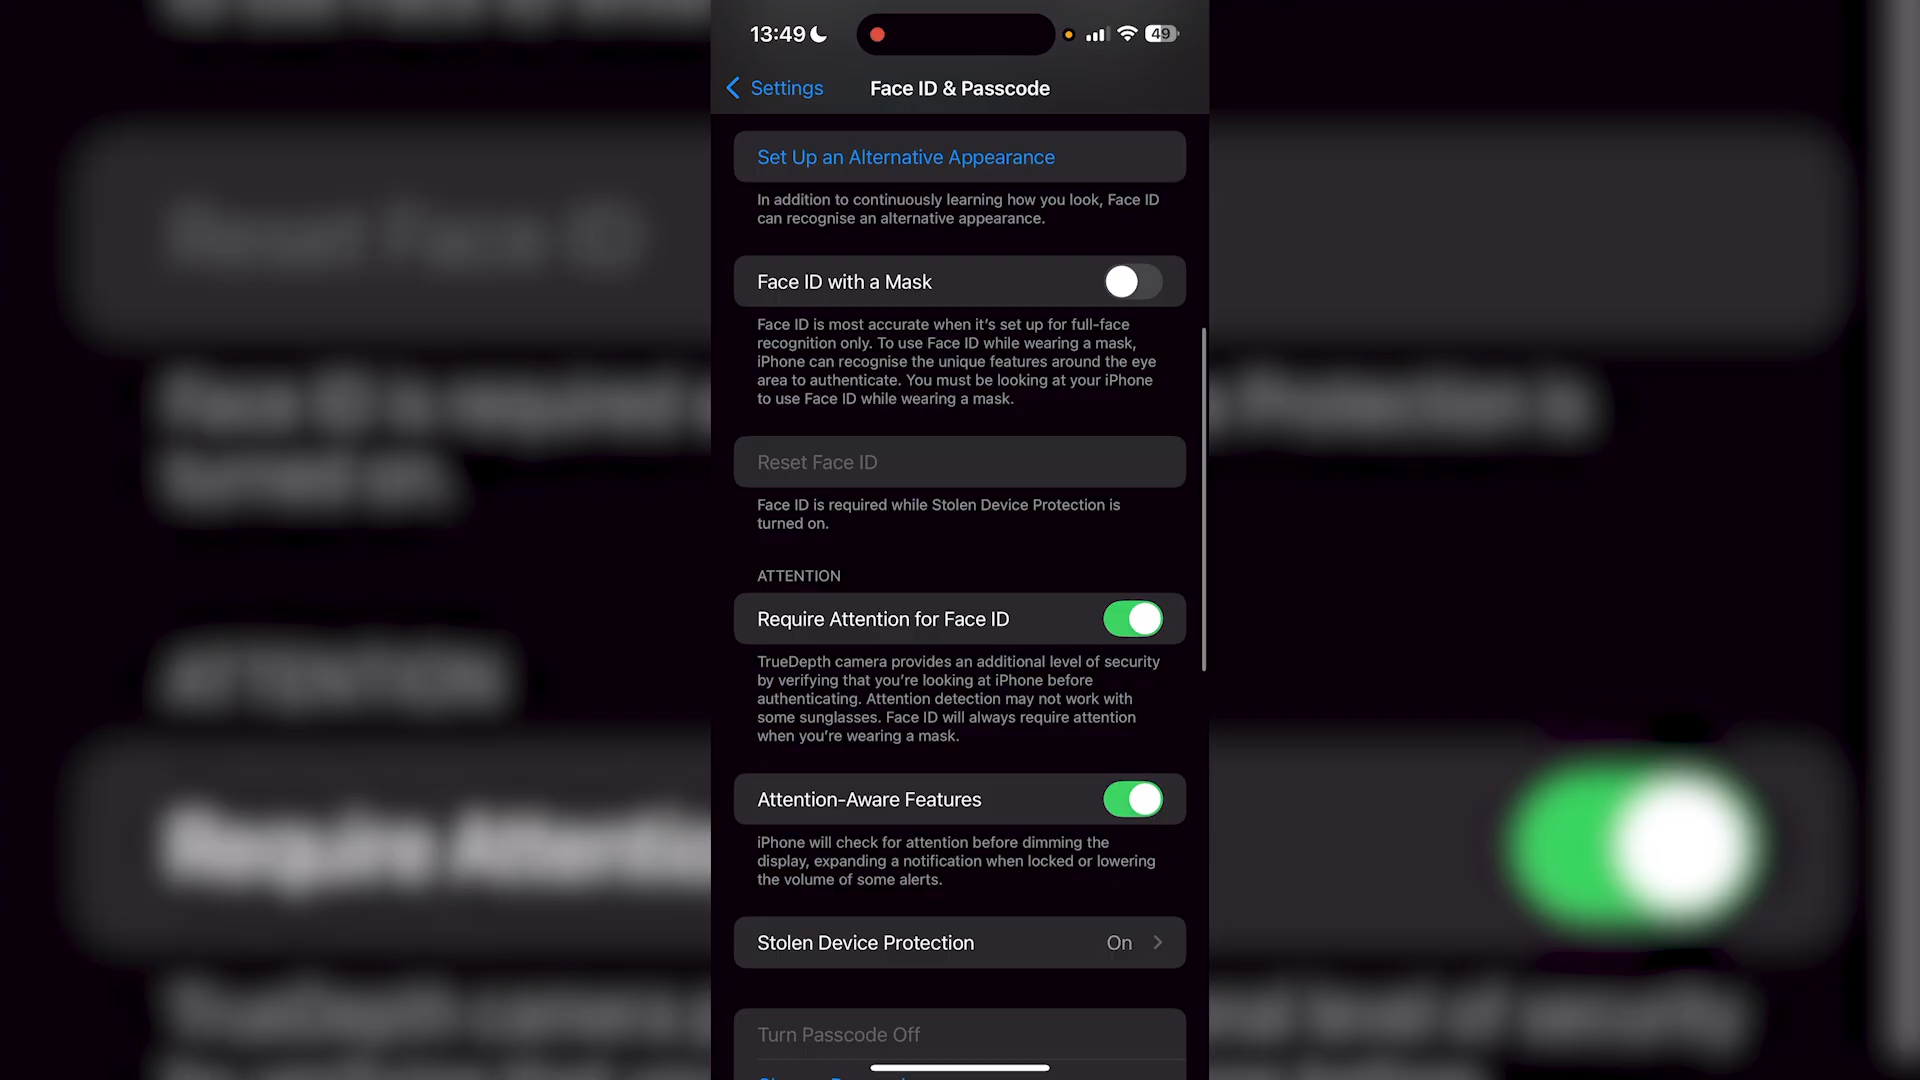 13:49
49
Settings
Face ID & Passcode
Set Up an Alternative Appearance
In addition to continuously learning how you look, Face ID
can recognise an alternative appearance.
Face ID with a Mask
Face ID is most accurate when it's set up for full-face
recognition only. To use Face ID while wearing a mask,
iPhone can recognise the unique features around the eye
area to authenticate. You must be looking at your iPhone
to use Face ID while wearing a mask.
Reset Face ID
Face ID is required while Stolen Device Protection is
turned on.
ATTENTION
Require Attention for Face ID
TrueDepth camera provides an additional level of security
by verifying that you're looking at iPhone before
authenticating. Attention detection may not work with
some sunglasses. Face ID will always require attention
when you're wearing a mask.
Attention-Aware Features
iPhone will check for attention before dimming the
display, expanding a notification when locked or lowering
the volume of some alerts.
Stolen Device Protection
On
Turn Passcode Off